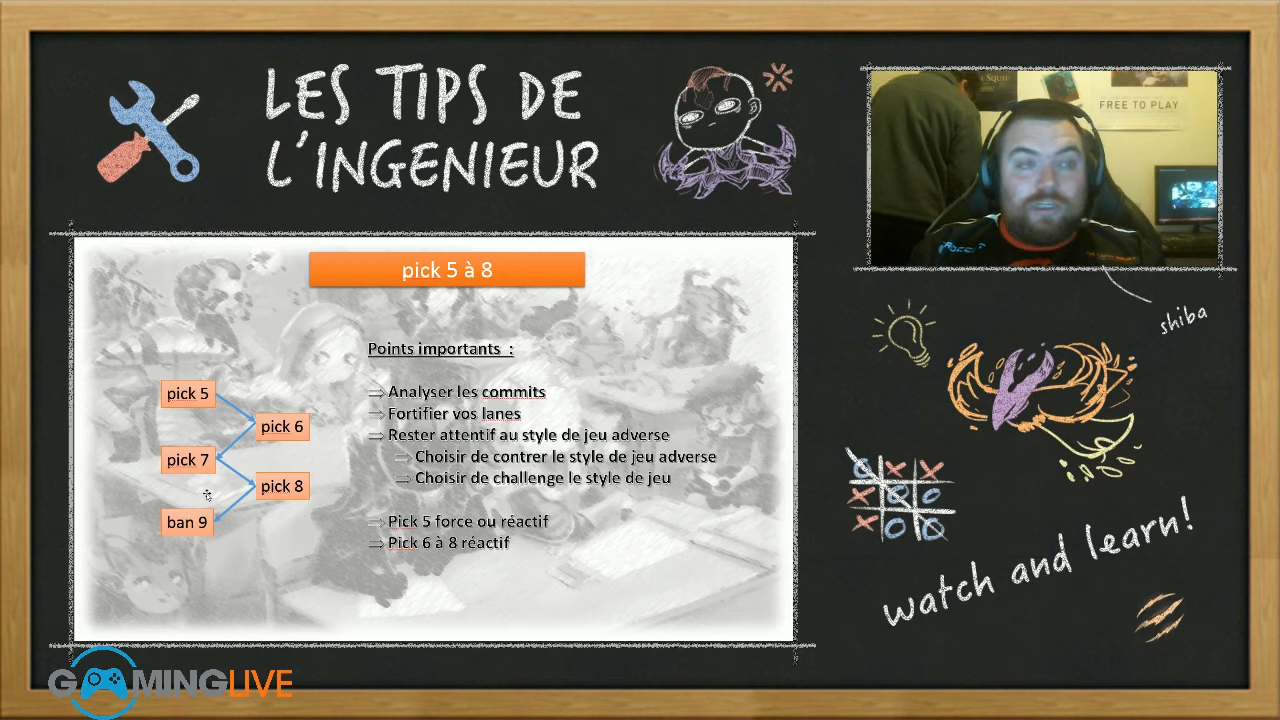 LES TIPS DE
L'INGENIEUR
FREE TO PLAY
pick 5 à 8
shiba
Points importants :
pick 5
pick 6
pick 7
pick 8
ban 9
⇒ Analyser les commits
⇒ Fortifier vos lanes
⇒ Rester attentif au style de jeu adverse
⇒ Choisir de contrer le style de jeu adverse
⇒ Choisir de challenge le style de jeu
⇒ Pick 5 force ou réactif
⇒ Pick 6 à 8 réactif
watch and learn!
GAMINGLIVE